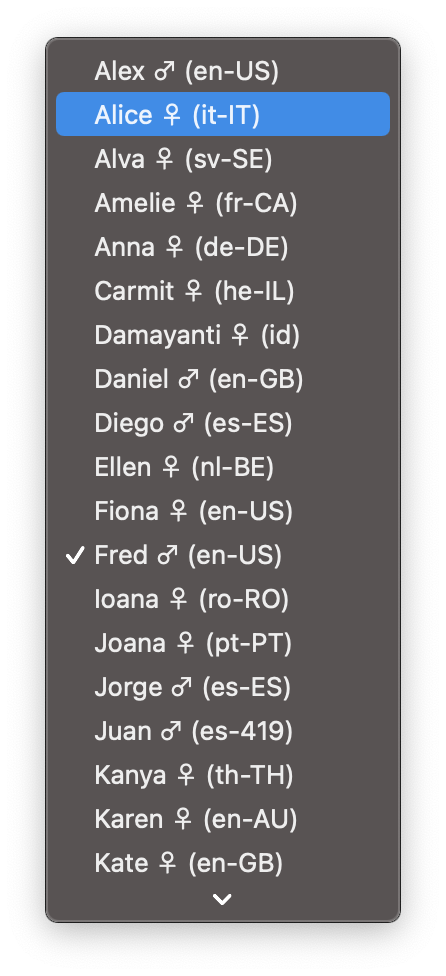 Alex ♂ (en-US)
Alice ♀ (it-IT)
Alva ♀ (sv-SE)
Amelie ♀ (fr-CA)
Anna ♀ (de-DE)
Carmit ♀ (he-IL)
Damayanti ♀ (id)
Daniel ♂ (en-GB)
Diego ♂ (es-ES)
Ellen ♀ (nl-BE)
Fiona ♀ (en-US)
✓ Fred ♂ (en-US)
Ioana ♀ (ro-RO)
Joana ♀ (pt-PT)
Jorge ♂ (es-ES)
Juan ♂ (es-419)
Kanya ♀ (th-TH)
Karen ♀ (en-AU)
Kate ♀ (en-GB)